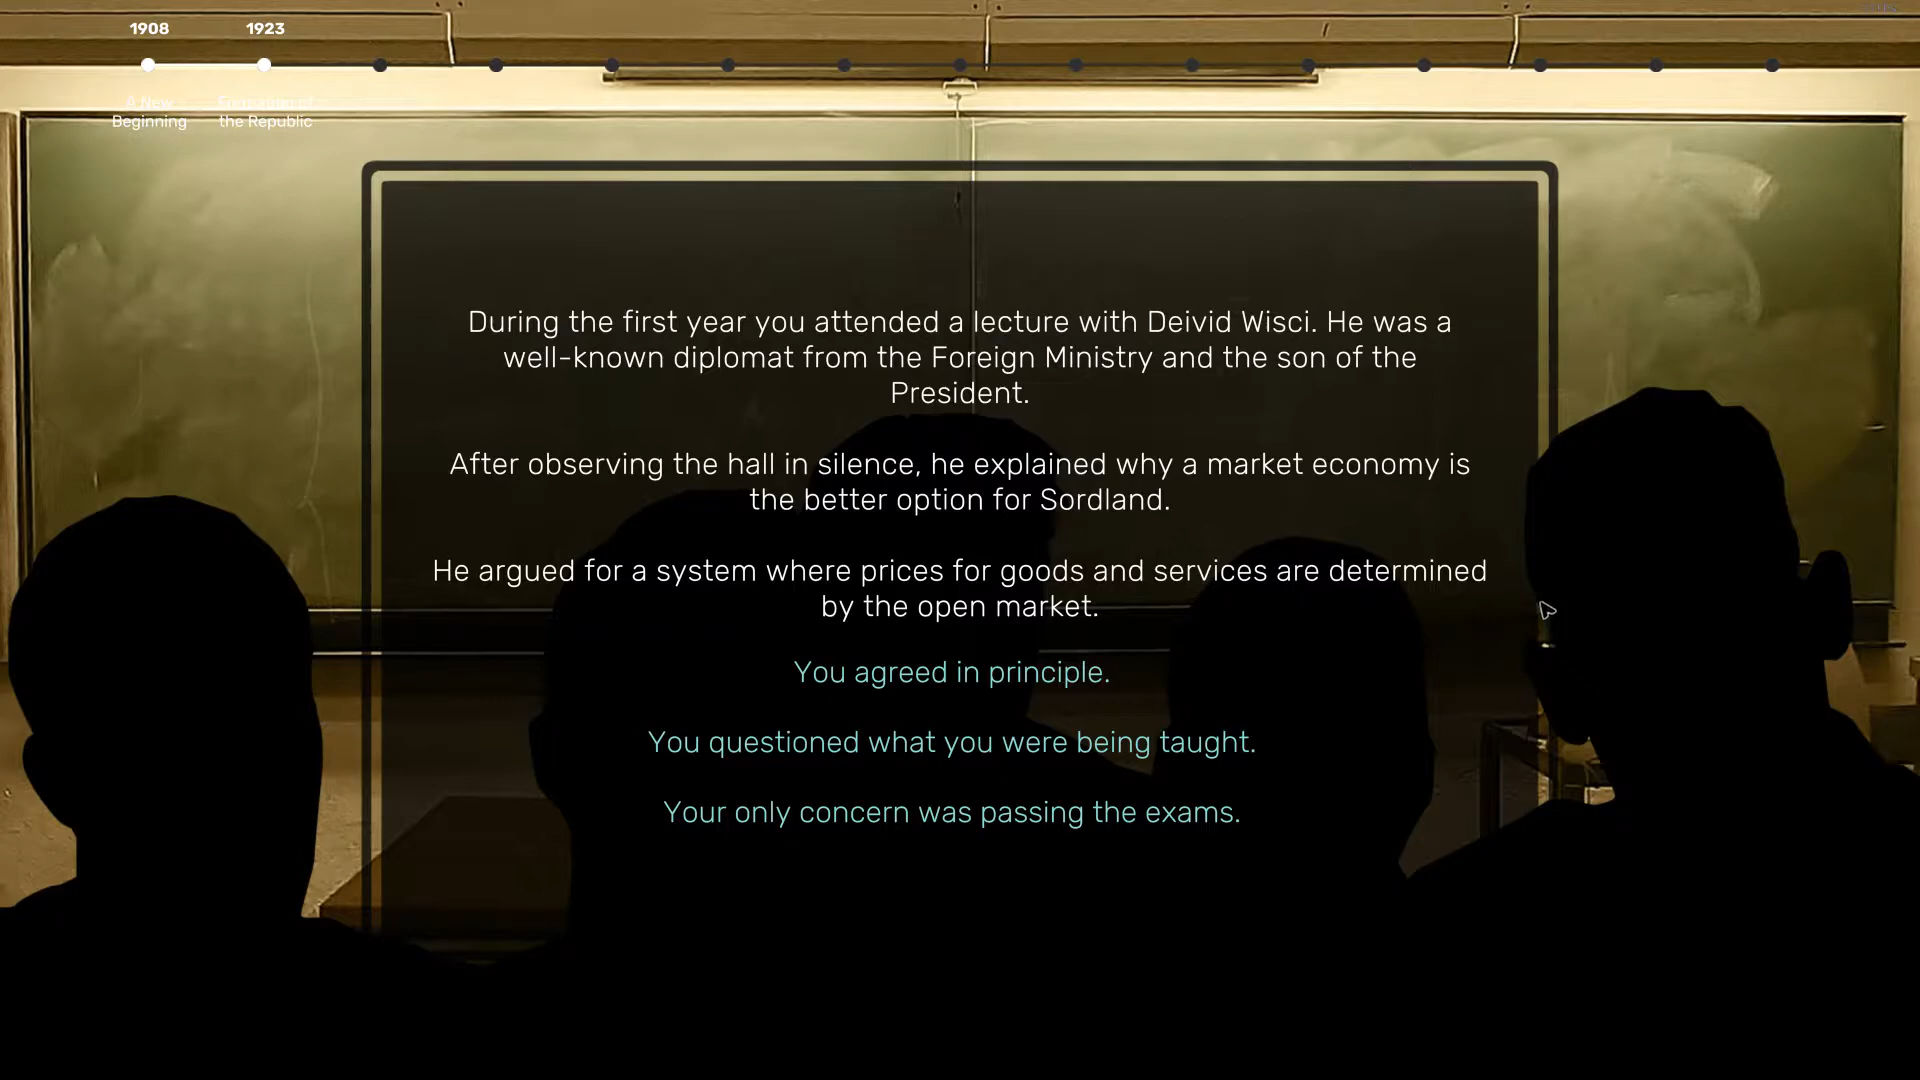 1908 1923
A New Formation of
Beginning the Republic
During the first year you attended a lecture with Deivid Wisci. He was a
well-known diplomat from the Foreign Ministry and the son of the
President.
After observing the hall in silence, he explained why a market economy is
the better option for Sordland.
He argued for a system where prices for goods and services are determined
by the open market.
You agreed in principle.
You questioned what you were being taught.
Your only concern was passing the exams.